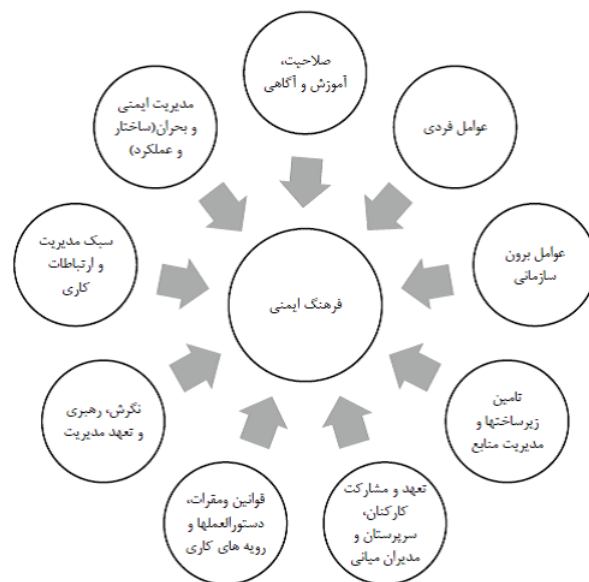 صلاحیت،
آموزش و آگاهی
عوامل فردی
عوامل برون
سازمانی
تامین
زیرساختها و
مدیریت منابع
تعهد و مشارکت
کارکنان،
سرپرستان و
مدیران میانی
قوانین ومقرات،
دستورالعملها و
رویه های کاری
نگرش، رهبری
و تعهد مدیریت
سبک مدیریت
و ارتباطات
کاری
مدیریت ایمنی
و بحران(ساختار
و عملکرد)
فرهنگ ایمنی